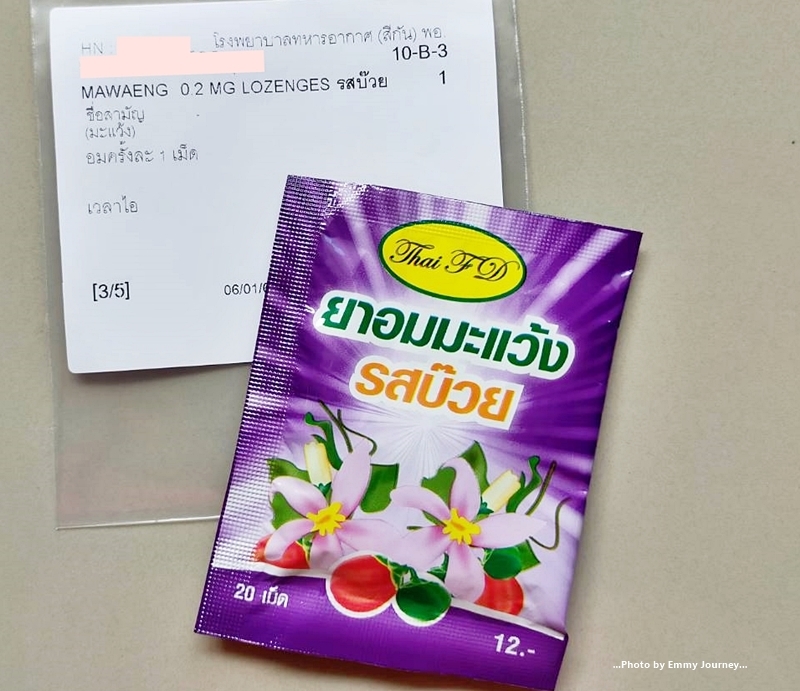 HN : โรงพยาบาลทหารอากาศ (สีกัน) พอ.
10-B-3
MAWAENG 0.2 MG LOZENGES รสบ๊วย 1
ชื่อสามัญ
(มะแว้ง)
อมครั้งละ 1 เม็ด
เวลาไอ
[3/5] 06/01/
Thai FD
ยาอมมะแว้ง
รสบ๊วย
20 เม็ด
12.-
...Photo by Emmy Journey...